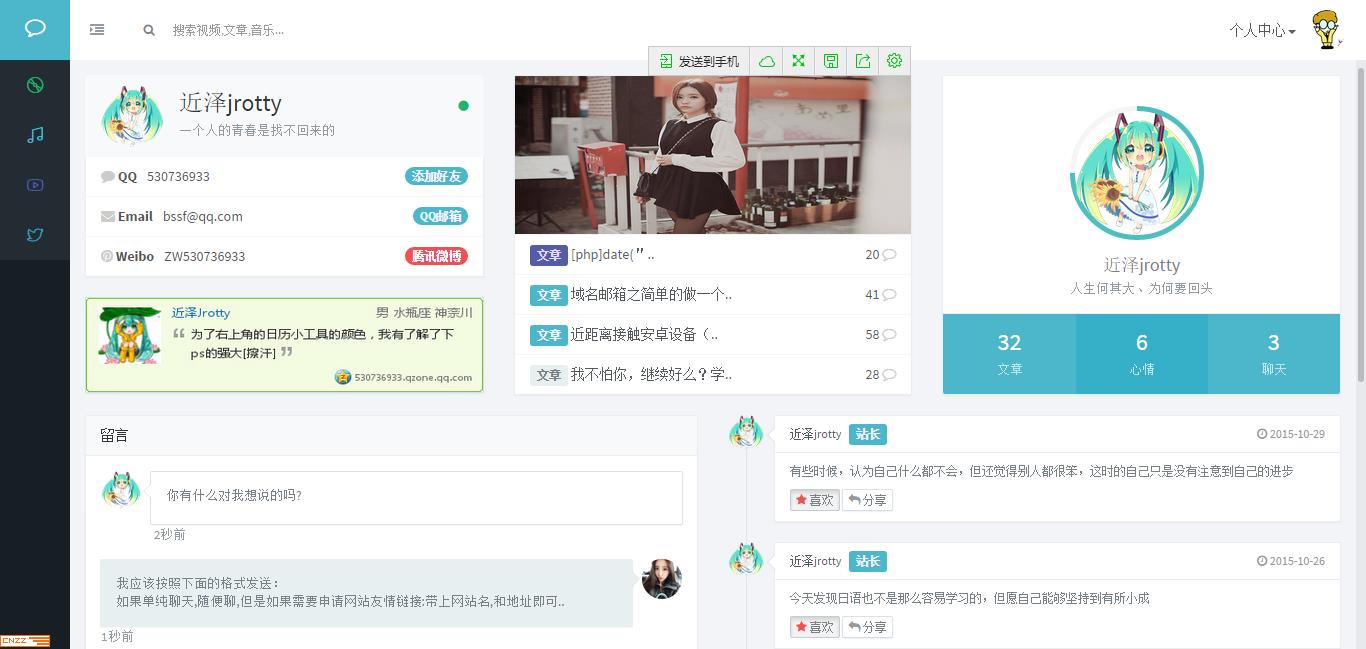 搜索视频,文章,音乐...
个人中心
发送到手机
近泽jrotty
一个人的青春是找不回来的
QQ 530736933 添加好友
Email bssf@qq.com QQ邮箱
Weibo ZW530736933 腾讯微博
近泽Jrotty 男 水瓶座 神奈川
“ 为了右上角的日历小工具的颜色，我有了解了下
ps的强大[擦汗] ”
530736933.qzone.qq.com
文章 [php]date(＂.. 20
文章 域名邮箱之简单的做一个.. 41
文章 近距离接触安卓设备（.. 58
文章 我不怕你，继续好么？学.. 28
近泽jrotty
人生何其大、为何要回头
32 6 3
文章 心情 聊天
留言
你有什么对我想说的吗?
2秒前
我应该按照下面的格式发送：
如果单纯聊天,随便聊,但是如果需要申请网站友情链接:带上网站名,和地址即可..
1秒前
近泽jrotty 站长 2015-10-29
有些时候，认为自己什么都不会，但还觉得别人都很笨，这时的自己只是没有注意到自己的进步
喜欢 分享
近泽jrotty 站长 2015-10-26
今天发现日语也不是那么容易学习的，但愿自己能够坚持到有所小成
喜欢 分享
CNZZ